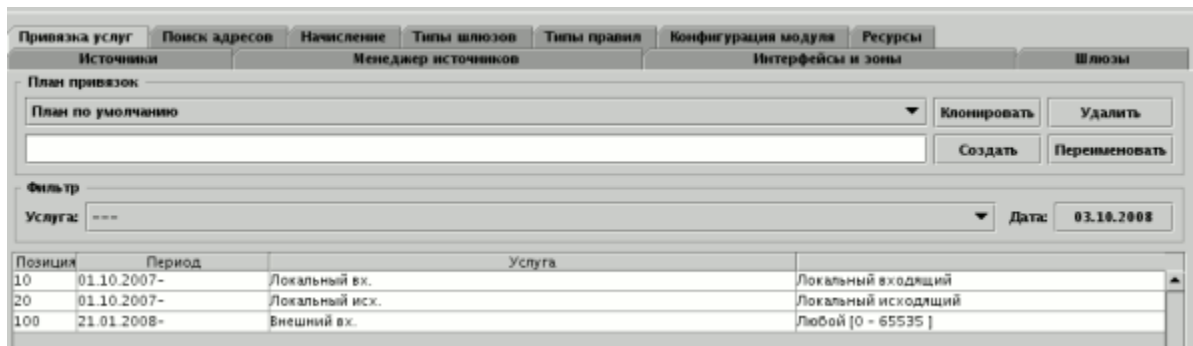 Привязка услуг Поиск адресов Начисление Типы шлюзов Типы правил Конфигурация модуля Ресурсы
Источники Менеджер источников Интерфейсы и зоны Шлюзы
План привязок
План по умолчанию Клонировать Удалить
Создать Переименовать
Фильтр
Услуга: --- Дата: 03.10.2008
Позиция Период Услуга
10 01.10.2007- Локальный вх. Локальный входящий
20 01.10.2007- Локальный исх. Локальный исходящий
100 21.01.2008- Внешний вх. Любой [0 - 65535 ]